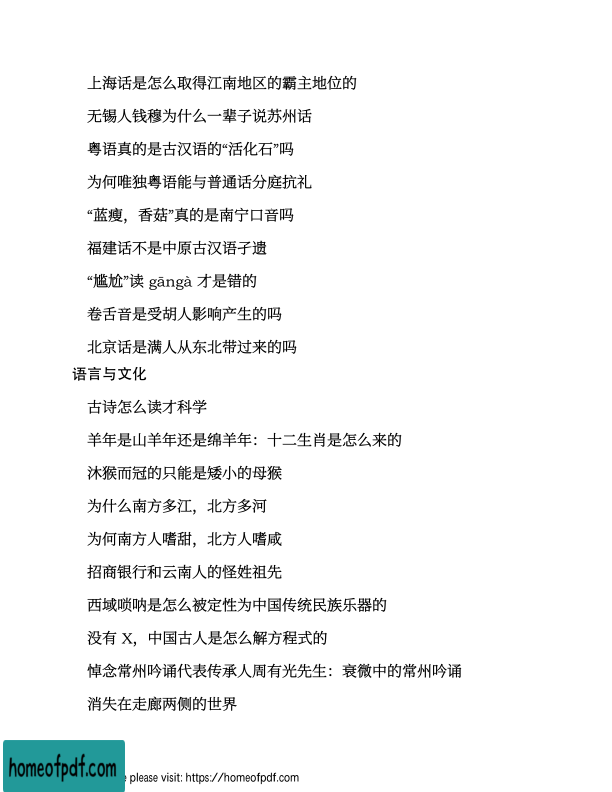 上海话是怎么取得江南地区的霸主地位的
无锡人钱穆为什么一辈子说苏州话
粤语真的是古汉语的“活化石”吗
为何唯独粤语能与普通话分庭抗礼
“蓝瘦，香菇”真的是南宁口音吗
福建话不是中原古汉语孑遗
“尴尬”读 gāngà 才是错的
卷舌音是受胡人影响产生的吗
北京话是满人从东北带过来的吗
语言与文化
古诗怎么读才科学
羊年是山羊年还是绵羊年：十二生肖是怎么来的
沐猴而冠的只能是矮小的母猴
为什么南方多江，北方多河
为何南方人嗜甜，北方人嗜咸
招商银行和云南人的怪姓祖先
西域唢呐是怎么被定性为中国传统民族乐器的
没有 X，中国古人是怎么解方程式的
悼念常州吟诵代表传承人周有光先生：衰微中的常州吟诵
消失在走廊两侧的世界
homeofpdf.com
please visit: https://homeofpdf.com